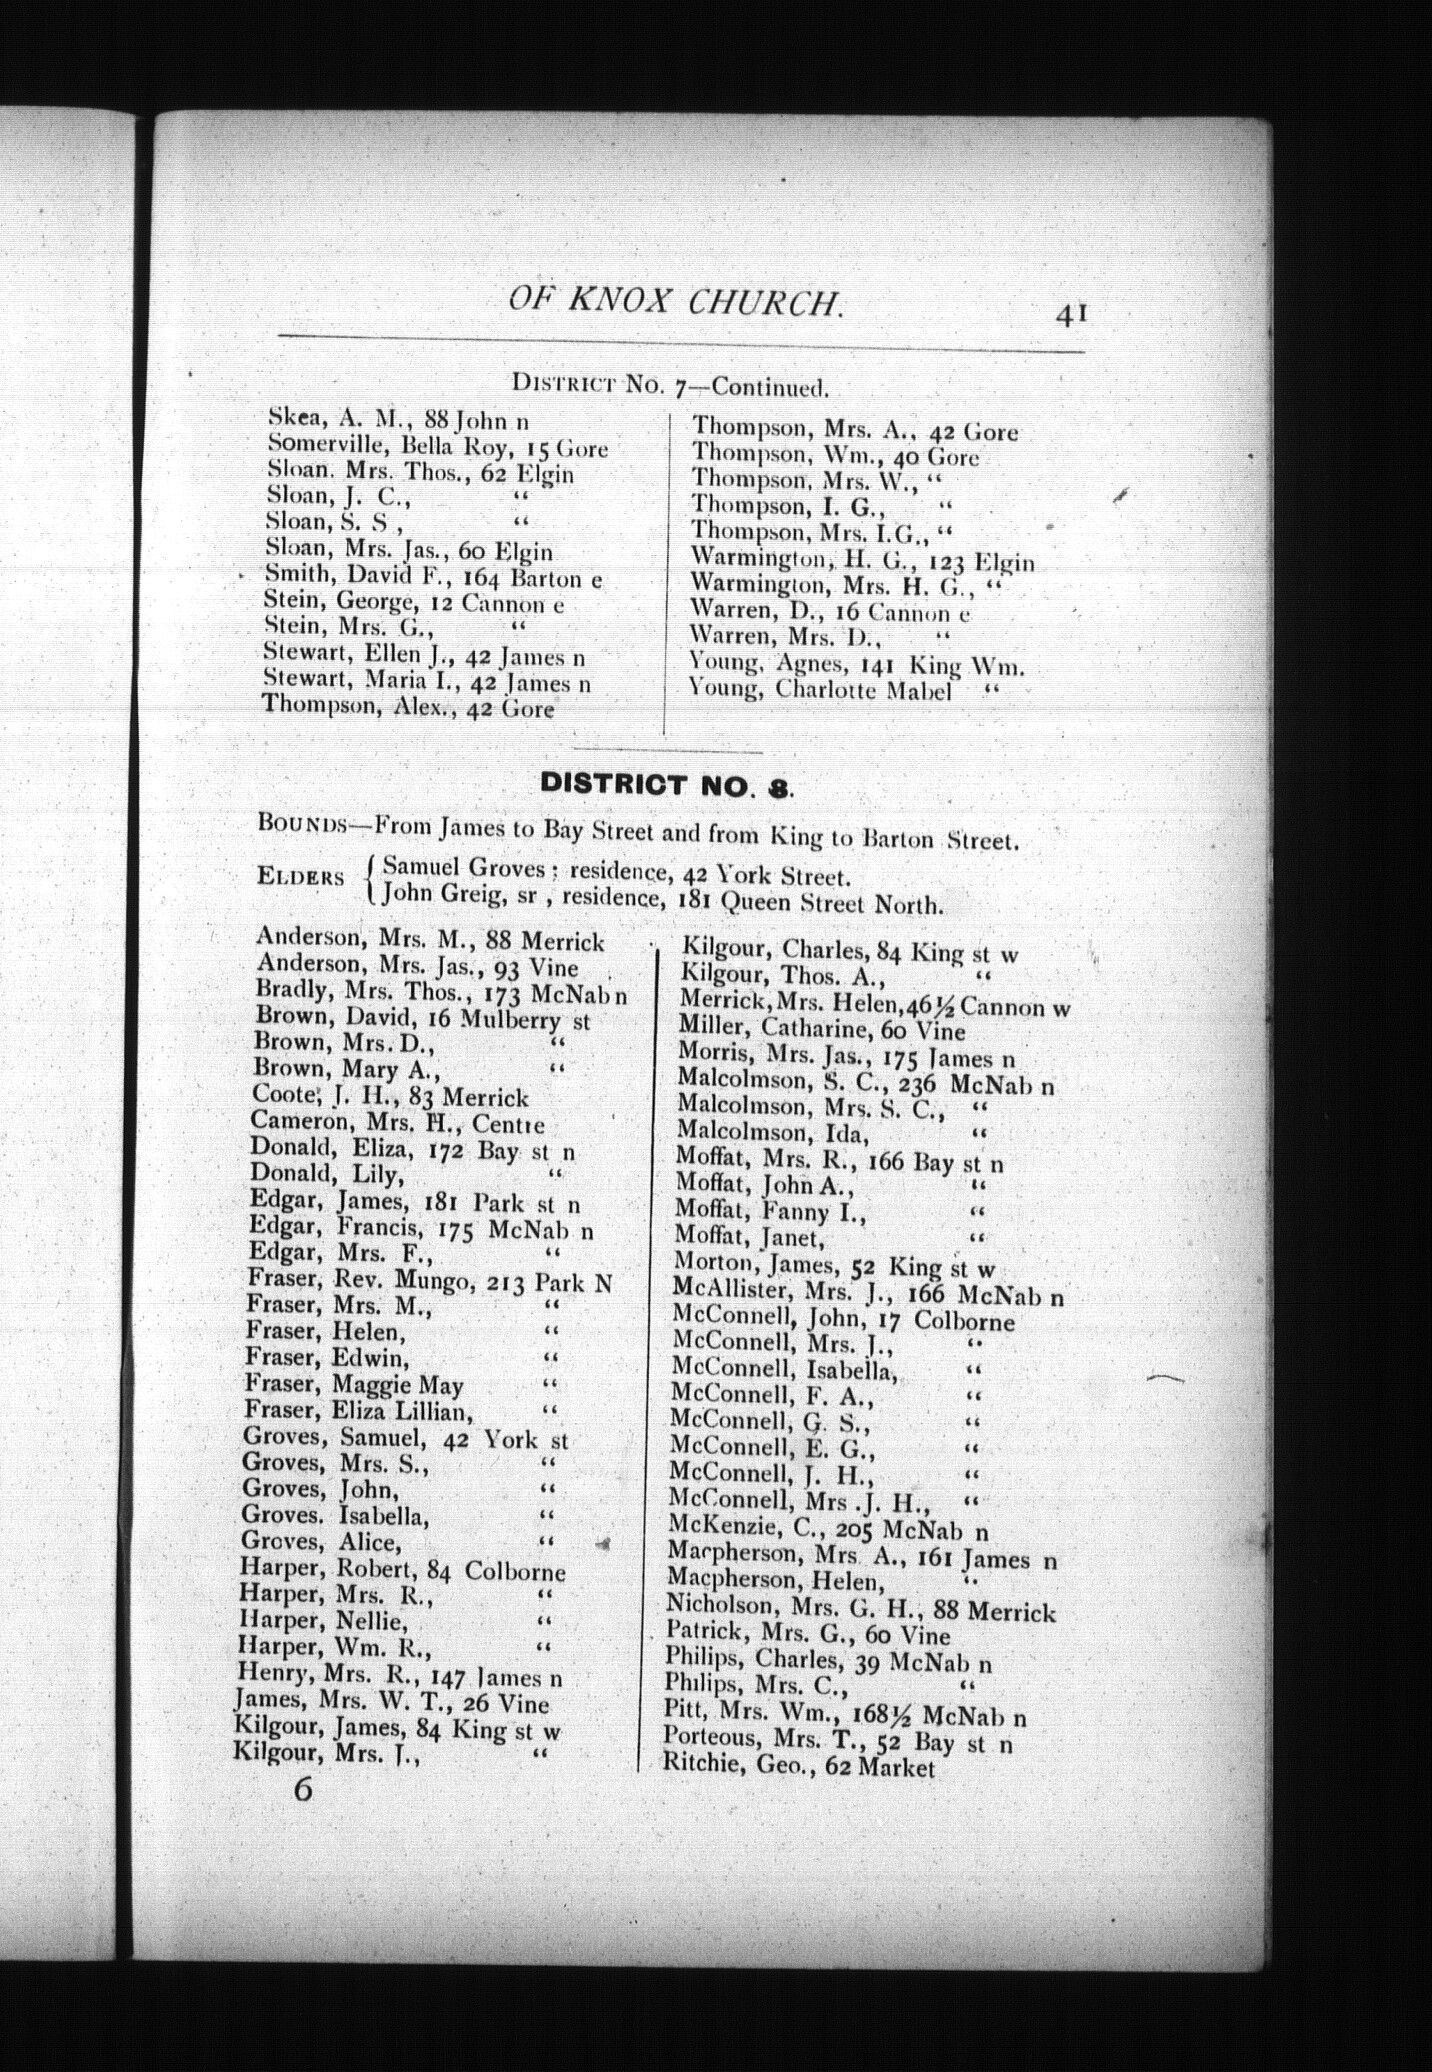 OF KNOX CHURCH.
41
DISTRICT NO. 7—Continued.
Skea, A. M., 88 John n
Somerville, Bella Roy, 15 Gore
Sloan. Mrs. Thos., 62 Elgin
Sloan, J. C., “
Sloan, S. S , “
Sloan, Mrs. Jas., 60 Elgin
Smith, David F., 164 Barton e
Stein, George, 12 Cannon e
Stein, Mrs. G., “
Stewart, Ellen J., 42 James n
Stewart, Maria I., 42 James n
Thompson, Alex., 42 Gore
Thompson, Mrs. A., 42 Gore
Thompson, Wm., 40 Gore
Thompson, Mrs. W., “
Thompson, I. G., “
Thompson, Mrs. I.G., “
Warmington, H. G., 123 Elgin
Warmington, Mrs. H. G., “
Warren, D., 16 Cannon e
Warren, Mrs. D., “
Young, Agnes, 141 King Wm.
Young, Charlotte Mabel “
DISTRICT NO. 8.
BOUNDS—From James to Bay Street and from King to Barton Street.
ELDERS { Samuel Groves ; residence, 42 York Street.
John Greig, sr , residence, 181 Queen Street North.
Anderson, Mrs. M., 88 Merrick
Anderson, Mrs. Jas., 93 Vine
Bradly, Mrs. Thos., 173 McNab n
Brown, David, 16 Mulberry st
Brown, Mrs. D., “
Brown, Mary A., “
Coote, J. H., 83 Merrick
Cameron, Mrs. H., Centre
Donald, Eliza, 172 Bay st n
Donald, Lily, “
Edgar, James, 181 Park st n
Edgar, Francis, 175 McNab n
Edgar, Mrs. F., “
Fraser, Rev. Mungo, 213 Park N
Fraser, Mrs. M., “
Fraser, Helen, “
Fraser, Edwin, “
Fraser, Maggie May “
Fraser, Eliza Lillian, “
Groves, Samuel, 42 York st
Groves, Mrs. S., “
Groves, John, “
Groves. Isabella, “
Groves, Alice, “
Harper, Robert, 84 Colborne
Harper, Mrs. R., “
Harper, Nellie, “
Harper, Wm. R., “
Henry, Mrs. R., 147 James n
James, Mrs. W. T., 26 Vine
Kilgour, James, 84 King st w
Kilgour, Mrs. J., “
Kilgour, Charles, 84 King st w
Kilgour, Thos. A., “
Merrick, Mrs. Helen, 46½ Cannon w
Miller, Catharine, 60 Vine
Morris, Mrs. Jas., 175 James n
Malcolmson, S. C., 236 McNab n
Malcolmson, Mrs. S. C., “
Malcolmson, Ida, “
Moffat, Mrs. R., 166 Bay st n
Moffat, John A., “
Moffat, Fanny I., “
Moffat, Janet, “
Morton, James, 52 King st w
McAllister, Mrs. J., 166 McNab n
McConnell, John, 17 Colborne
McConnell, Mrs. J., “
McConnell, Isabella, “
McConnell, F. A., “
McConnell, G. S., “
McConnell, E. G., “
McConnell, J. H., “
McConnell, Mrs .J. H., “
McKenzie, C., 205 McNab n
Macpherson, Mrs A., 161 James n
Macpherson, Helen, “
Nicholson, Mrs. G. H., 88 Merrick
Patrick, Mrs. G., 60 Vine
Philips, Charles, 39 McNab n
Philips, Mrs. C., “
Pitt, Mrs. Wm., 168½ McNab n
Porteous, Mrs. T., 52 Bay st n
Ritchie, Geo., 62 Market
6